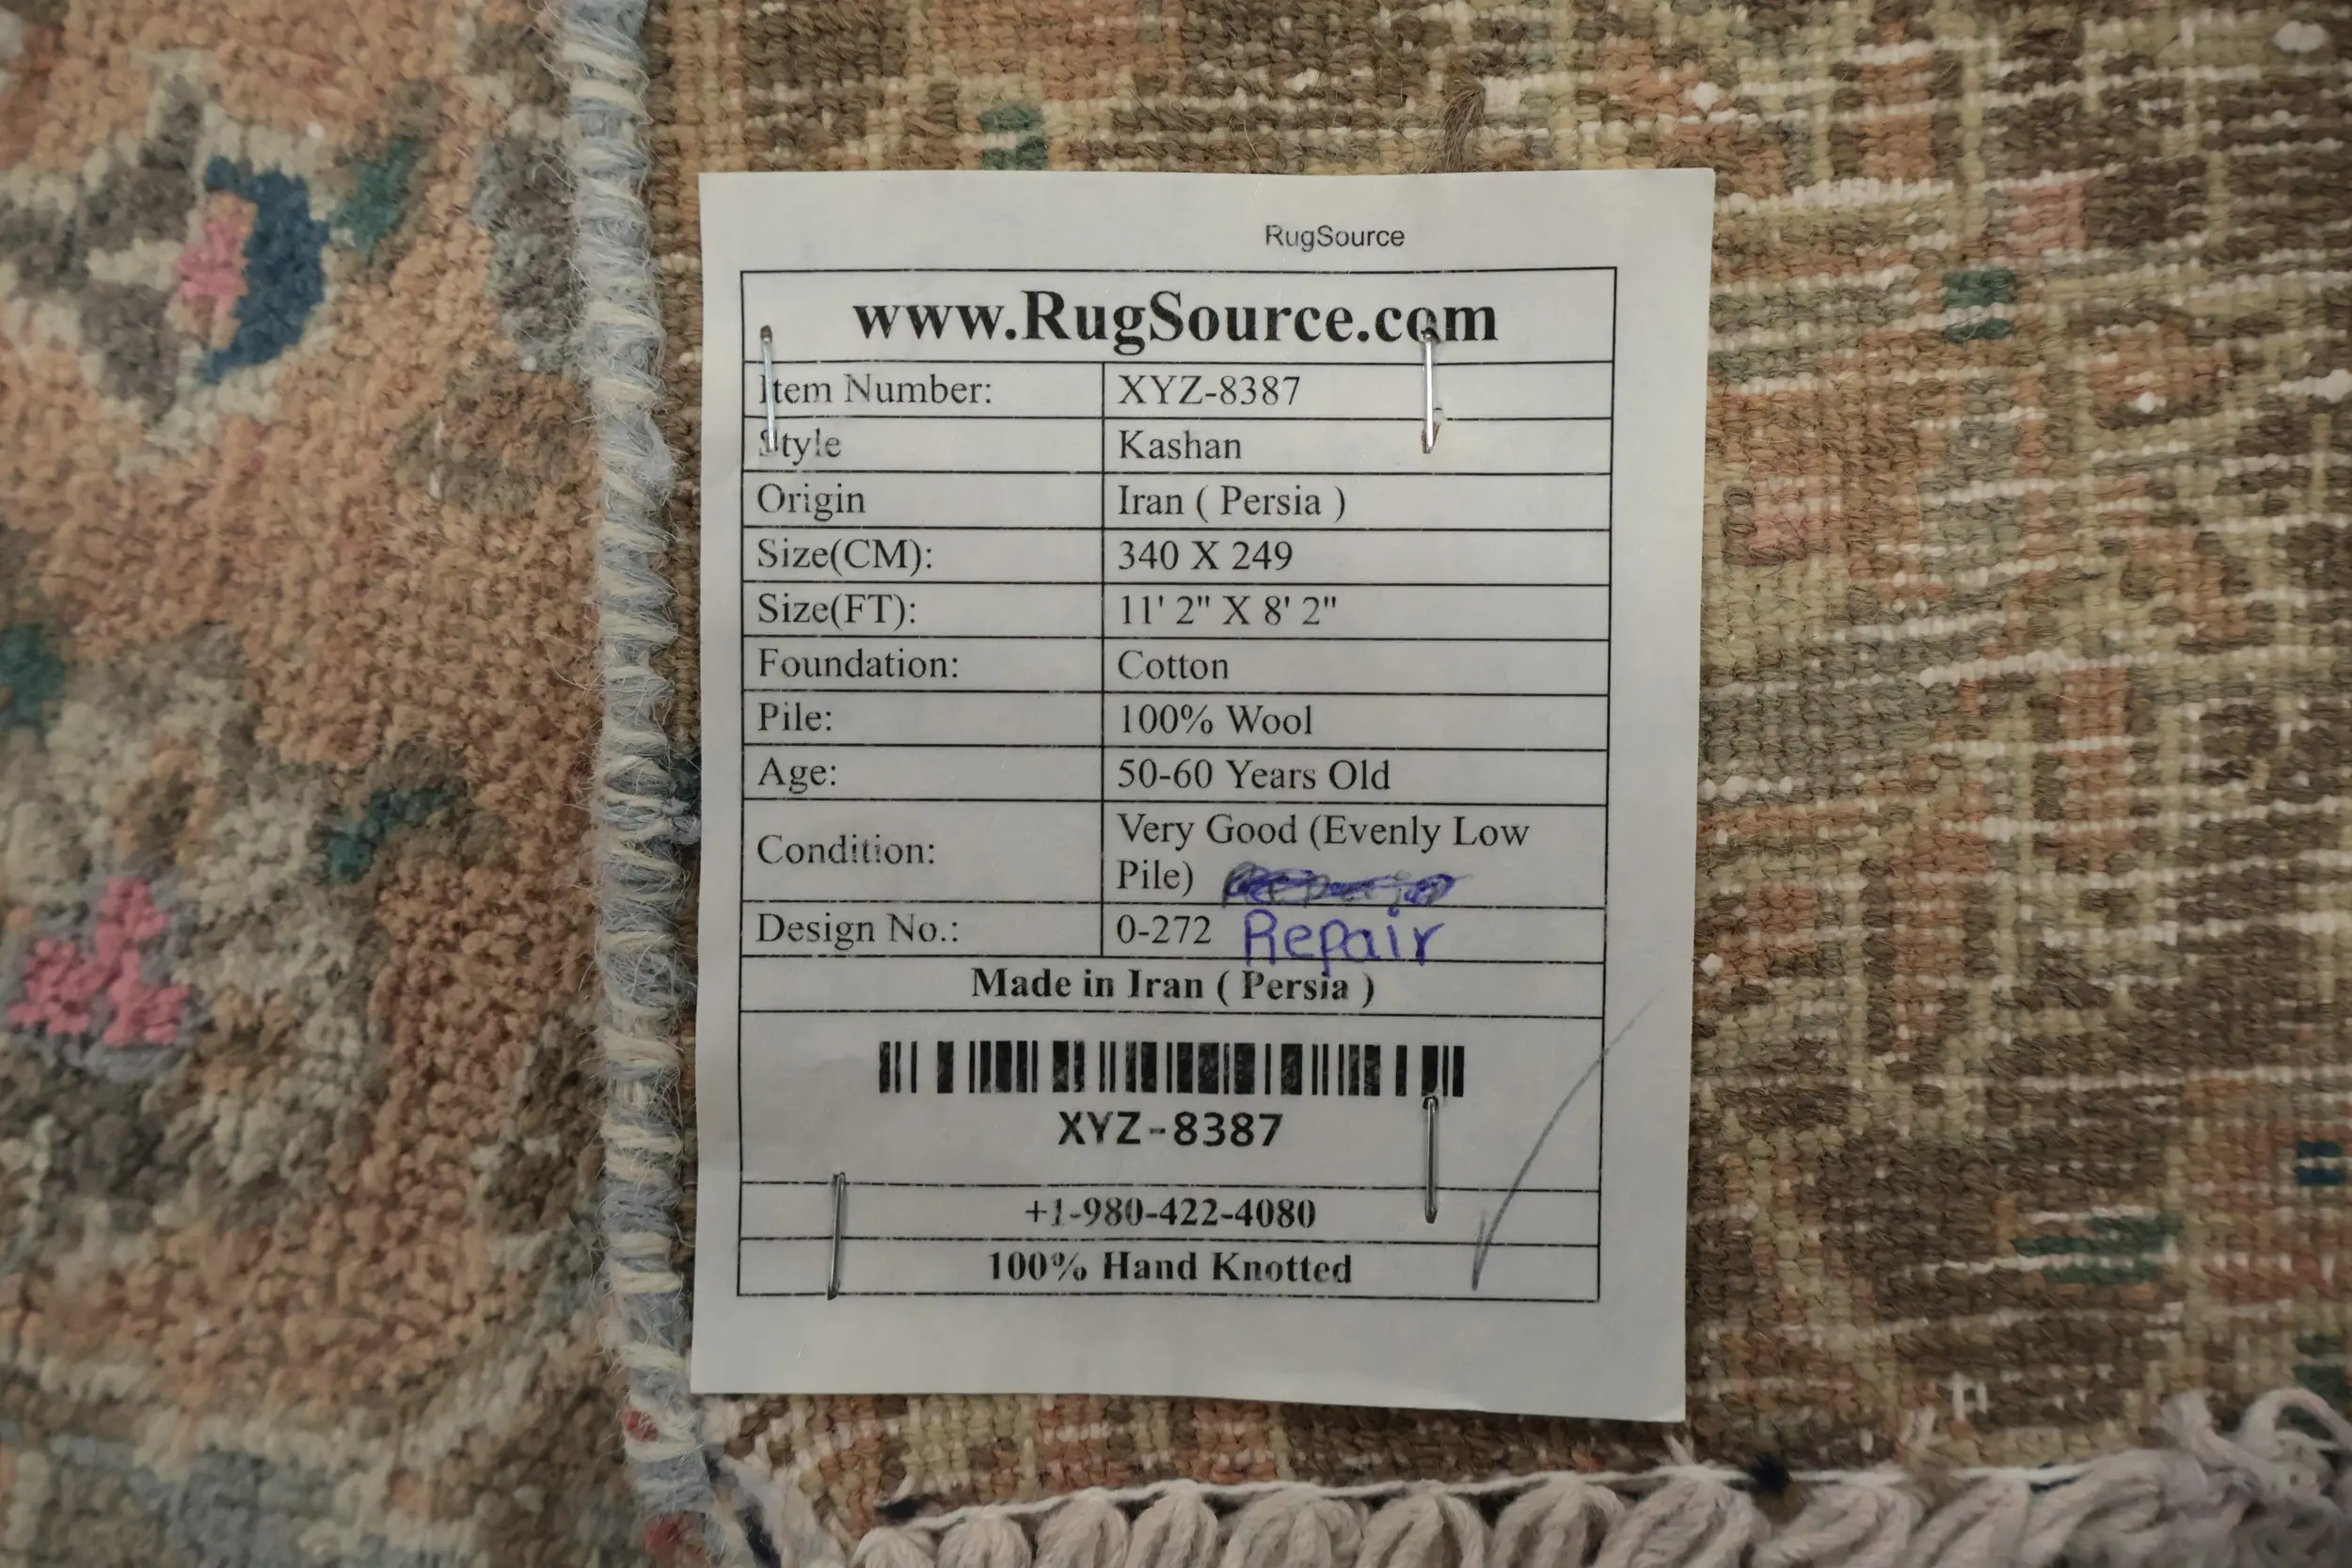 RugSource
www.RugSource.com
Item Number: XYZ-8387
Style Kashan
Origin Iran ( Persia )
Size(CM): 340 X 249
Size(FT): 11' 2" X 8' 2"
Foundation: Cotton
Pile: 100% Wool
Age: 50-60 Years Old
Condition: Very Good (Evenly Low
Pile)
Design No.: 0-272 Repair
Made in Iran ( Persia )
XYZ-8387
+1-980-422-4080
100% Hand Knotted